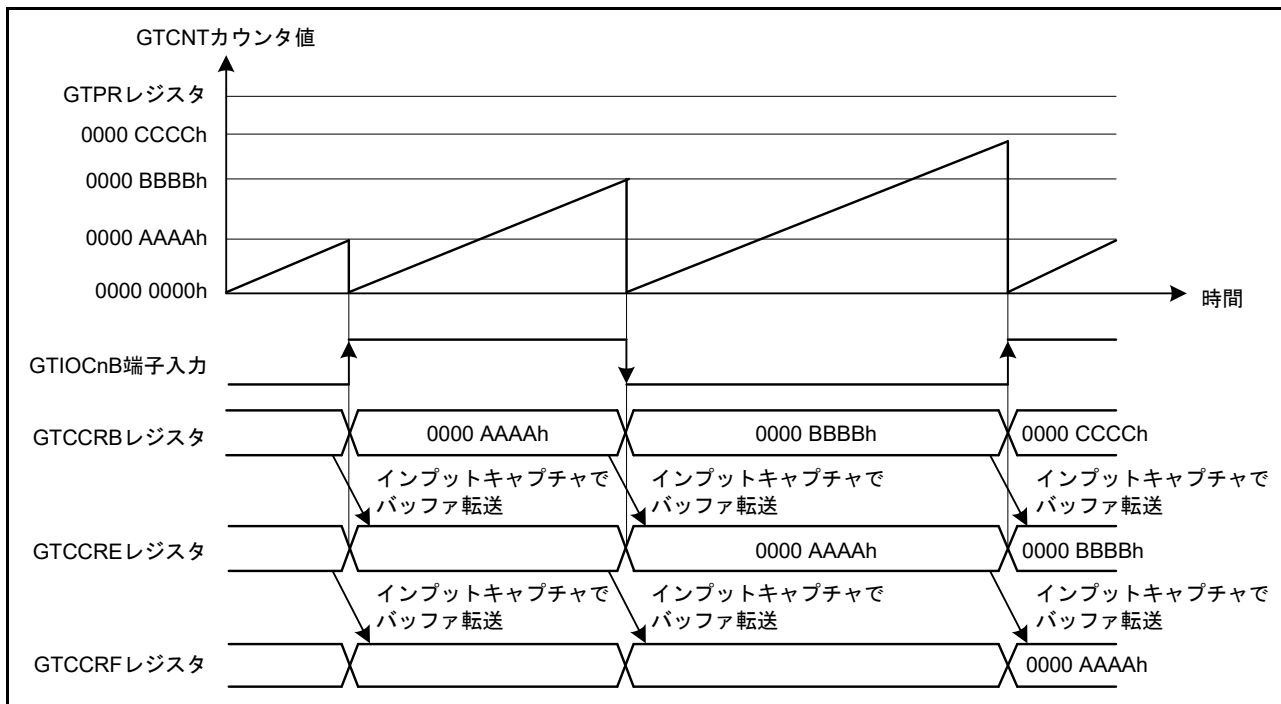 GTCNTカウンタ値
GTPRレジスタ
0000 CCCCh
0000 BBBBh
0000 AAAAh
0000 0000h
時間
GTIOCnB端子入力
GTCCRBレジスタ
0000 AAAAh
0000 BBBBh
0000 CCCCh
インプットキャプチャで
バッファ転送
インプットキャプチャで
バッファ転送
インプットキャプチャで
バッファ転送
GTCCREレジスタ
0000 AAAAh
0000 BBBBh
インプットキャプチャで
バッファ転送
インプットキャプチャで
バッファ転送
インプットキャプチャで
バッファ転送
GTCCRFレジスタ
0000 AAAAh